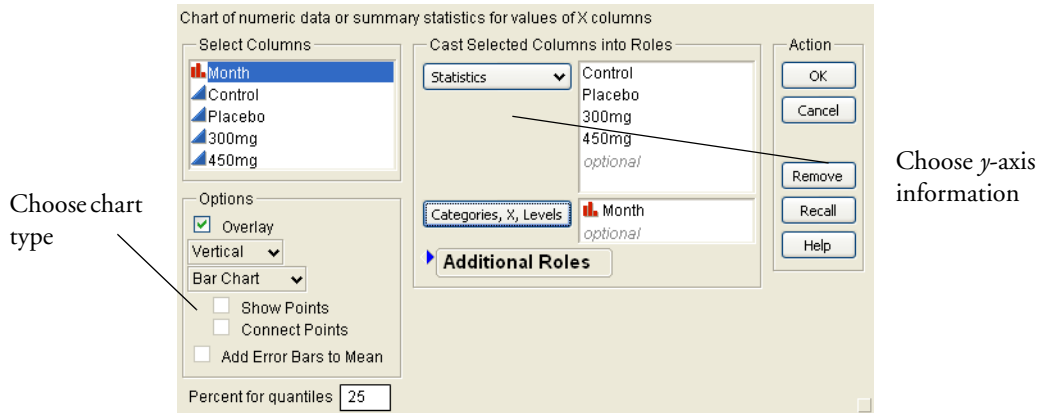 Chart of numeric data or summary statistics for values of X columns
Select Columns
Month
Control
Placebo
300mg
450mg
Cast Selected Columns into Roles
Statistics
Control
Placebo
300mg
450mg
optional
Categories, X, Levels
Month
optional
Additional Roles
Action
OK
Cancel
Remove
Recall
Help
Options
Overlay
Vertical
Bar Chart
Show Points
Connect Points
Add Error Bars to Mean
Percent for quantiles 25
Choose chart
type
Choose y-axis
information